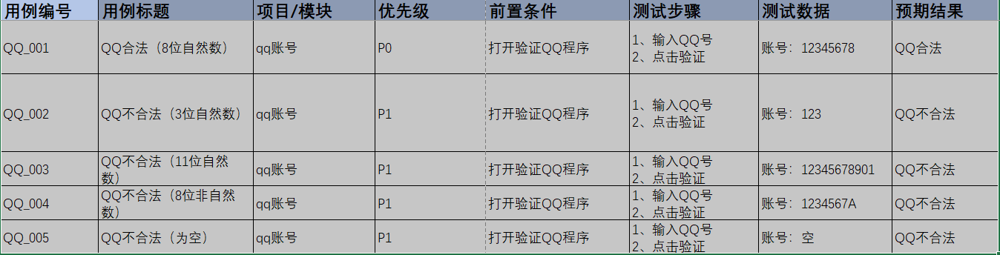 用例编号 用例标题 项目/模块 优先级 前置条件 测试步骤 测试数据 预期结果
QQ_001 QQ合法（8位自然数） qq账号 P0 打开验证QQ程序 1、输入QQ号 账号：12345678 QQ合法
2、点击验证
QQ_002 QQ不合法（3位自然数） qq账号 P1 打开验证QQ程序 1、输入QQ号 账号：123 QQ不合法
2、点击验证
QQ_003 QQ不合法（11位自然 qq账号 P1 打开验证QQ程序 1、输入QQ号 账号：12345678901 QQ不合法
数） 2、点击验证
QQ_004 QQ不合法（8位非自然 qq账号 P1 打开验证QQ程序 1、输入QQ号 账号：1234567A QQ不合法
数） 2、点击验证
QQ_005 QQ不合法（为空） qq账号 P1 打开验证QQ程序 1、输入QQ号 账号：空 QQ不合法
2、点击验证